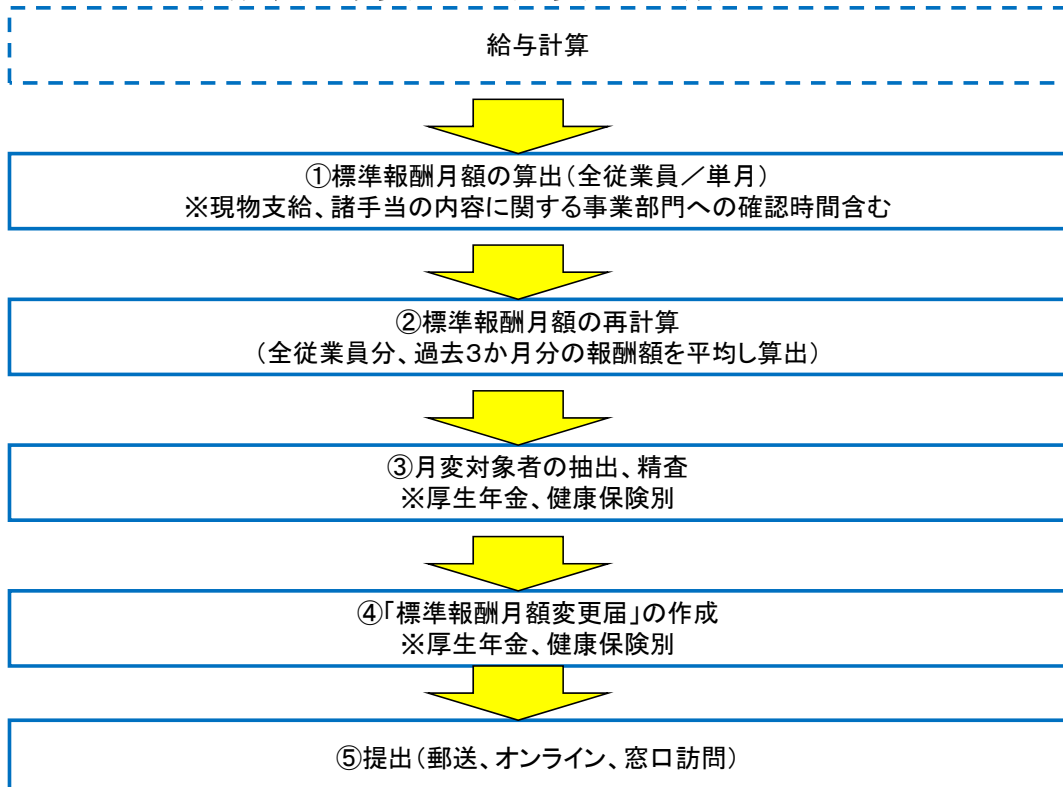 給与計算
①標準報酬月額の算出(全従業員／単月)
※現物支給、諸手当の内容に関する事業部門への確認時間含む
②標準報酬月額の再計算
(全従業員分、過去3か月分の報酬額を平均し算出)
③月変対象者の抽出、精査
※厚生年金、健康保険別
④「標準報酬月額変更届」の作成
※厚生年金、健康保険別
⑤提出(郵送、オンライン、窓口訪問)